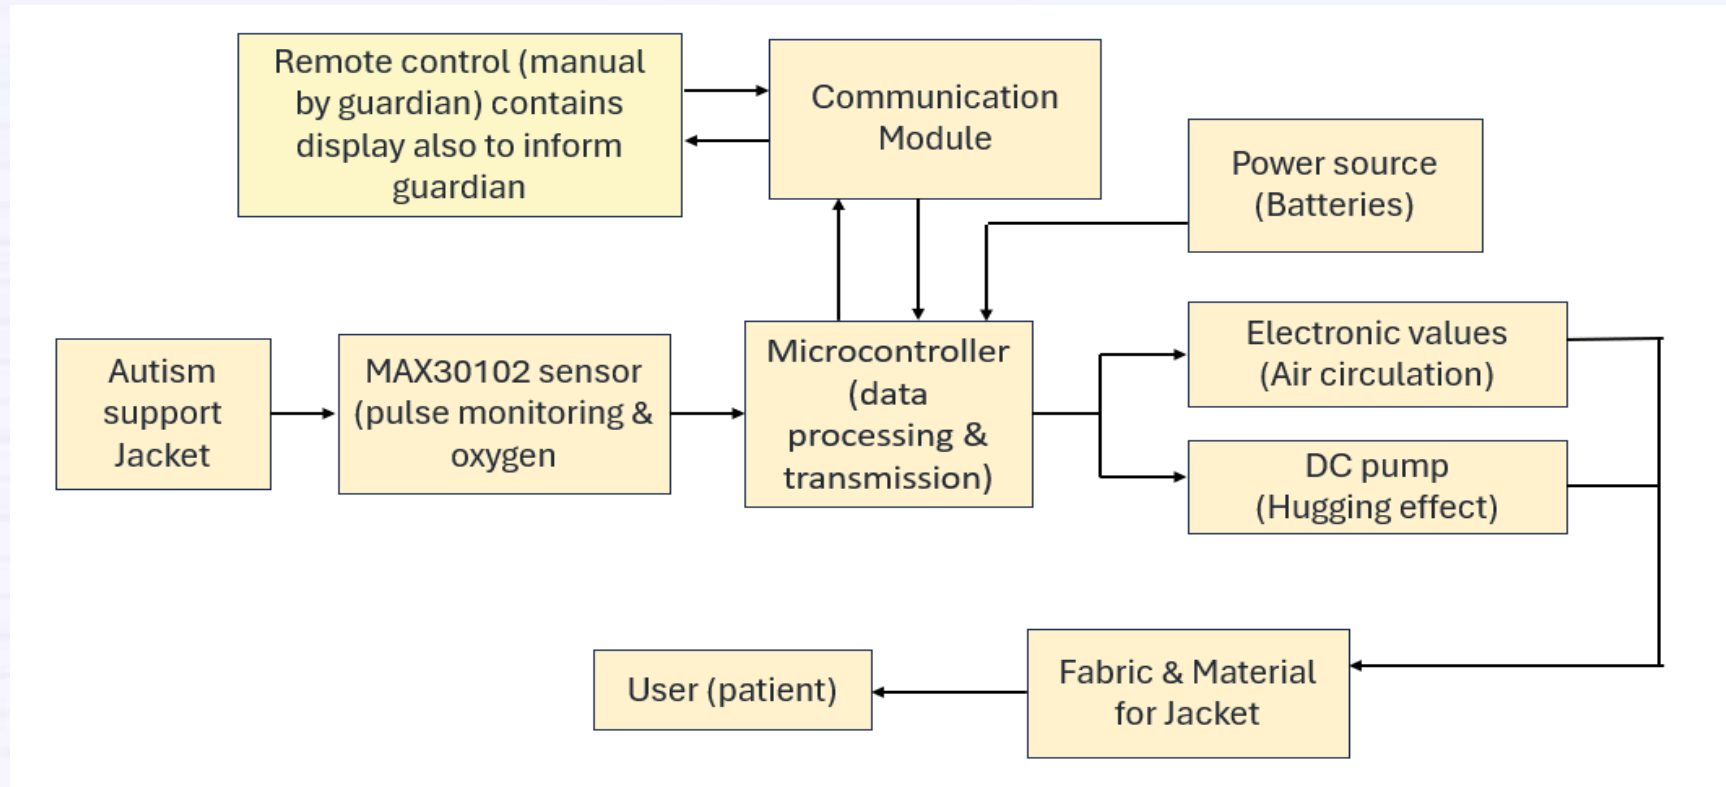 Remote control (manual
by guardian) contains
display also to inform
guardian
Communication
Module
Power source
(Batteries)
Autism
support
Jacket
MAX30102 sensor
(pulse monitoring &
oxygen
Microcontroller
(data
processing &
transmission)
Electronic values
(Air circulation)
DC pump
(Hugging effect)
User (patient)
Fabric & Material
for Jacket